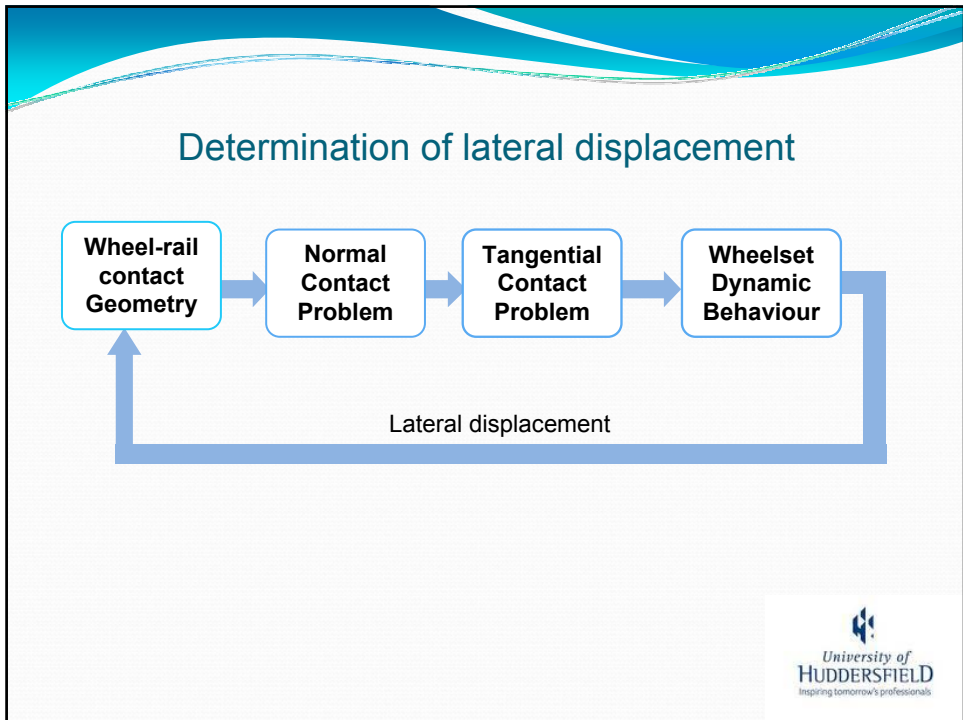 Determination of lateral displacement
Wheel-rail
contact
Geometry
Normal
Contact
Problem
Tangential
Contact
Problem
Wheelset
Dynamic
Behaviour
Lateral displacement
University of
HUDDERSFIELD
Inspiring tomorrow's professionals